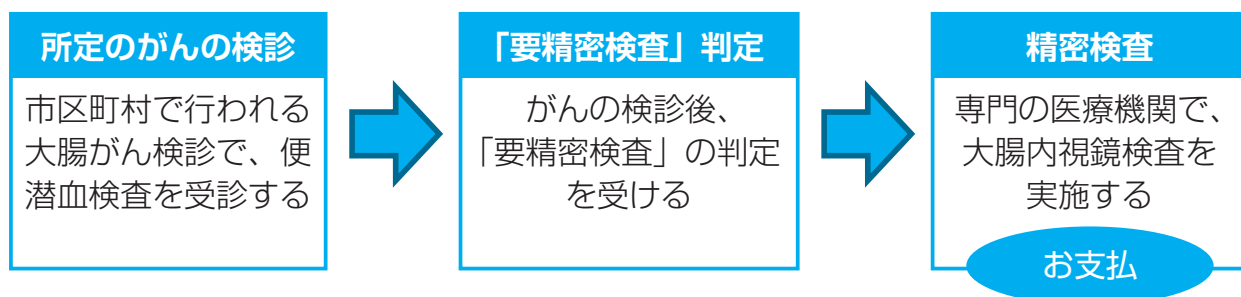 所定のがんの検診
市区町村で行われる
大腸がん検診で、便
潜血検査を受診する
「要精密検査」判定
がんの検診後、
「要精密検査」の判定
を受ける
精密検査
専門の医療機関で、
大腸内視鏡検査を
実施する
お支払